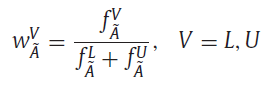 w^V_Ã = f^V_Ã / (f^L_Ã + f^U_Ã), V = L, U